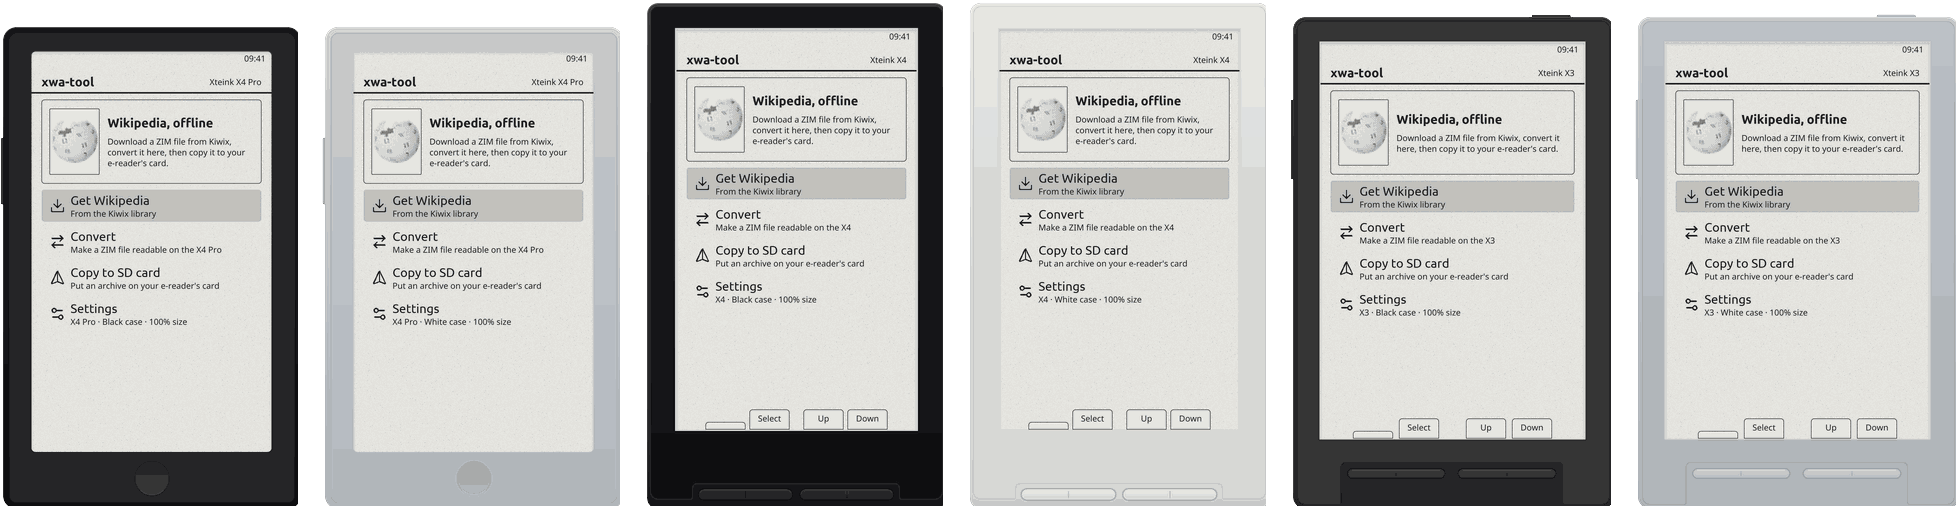 09:41
xwa-tool Xteink X4 Pro
Wikipedia, offline
Download a ZIM file from Kiwix,
convert it here, then copy it to your
e-reader's card.
Get Wikipedia
From the Kiwix library
Convert
Make a ZIM file readable on the X4 Pro
Copy to SD card
Put an archive on your e-reader's card
Settings
X4 Pro · Black case · 100% size
09:41
xwa-tool Xteink X4 Pro
Wikipedia, offline
Download a ZIM file from Kiwix,
convert it here, then copy it to your
e-reader's card.
Get Wikipedia
From the Kiwix library
Convert
Make a ZIM file readable on the X4 Pro
Copy to SD card
Put an archive on your e-reader's card
Settings
X4 Pro · White case · 100% size
09:41
xwa-tool Xteink X4
Wikipedia, offline
Download a ZIM file from Kiwix,
convert it here, then copy it to your
e-reader's card.
Get Wikipedia
From the Kiwix library
Convert
Make a ZIM file readable on the X4
Copy to SD card
Put an archive on your e-reader's card
Settings
X4 · Black case · 100% size
Select Up Down
09:41
xwa-tool Xteink X4
Wikipedia, offline
Download a ZIM file from Kiwix,
convert it here, then copy it to your
e-reader's card.
Get Wikipedia
From the Kiwix library
Convert
Make a ZIM file readable on the X4
Copy to SD card
Put an archive on your e-reader's card
Settings
X4 · White case · 100% size
Select Up Down
09:41
xwa-tool Xteink X3
Wikipedia, offline
Download a ZIM file from Kiwix, convert it
here, then copy it to your e-reader's card.
Get Wikipedia
From the Kiwix library
Convert
Make a ZIM file readable on the X3
Copy to SD card
Put an archive on your e-reader's card
Settings
X3 · Black case · 100% size
Select Up Down
09:41
xwa-tool Xteink X3
Wikipedia, offline
Download a ZIM file from Kiwix, convert it
here, then copy it to your e-reader's card.
Get Wikipedia
From the Kiwix library
Convert
Make a ZIM file readable on the X3
Copy to SD card
Put an archive on your e-reader's card
Settings
X3 · White case · 100% size
Select Up Down